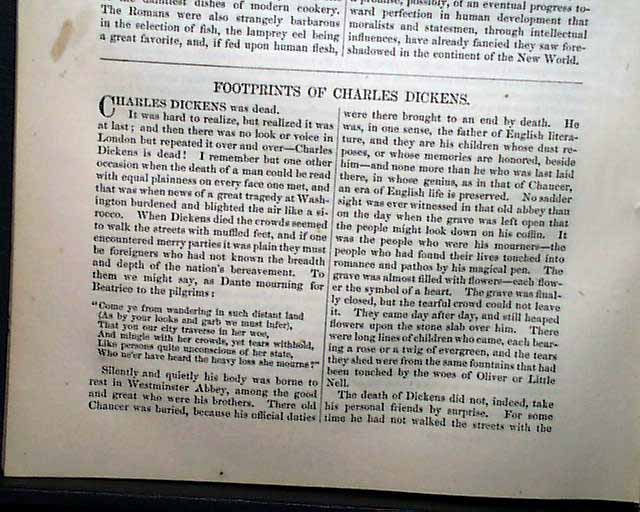 dishes of modern cookery.
The Romans were also strangely barbarous
in the selection of fish, the lamprey eel being
a great favorite, and, if fed upon human flesh,
possibly, of an eventual progress to-
ward perfection in human development that
moralists and statesmen, through intellectual
influences, have already fancied they saw fore-
shadowed in the continent of the New World.
FOOTPRINTS OF CHARLES DICKENS.
CHARLES DICKENS was dead.
It was hard to realize, but realized it was
at last; and then there was no look or voice in
London but repeated it over and over—Charles
Dickens is dead! I remember but one other
occasion when the death of a man could be read
with equal plainness on every face one met, and
that was when news of a great tragedy at Wash-
ington burdened and blighted the air like a si-
rocco. When Dickens died the crowds seemed
to walk the streets with muffled feet, and if one
encountered merry parties it was plain they must
be foreigners who had not known the breadth
and depth of the nation's bereavement. To
them we might say, as Dante mourning for
Beatrice to the pilgrims:
"Come ye from wandering in such distant land
(As by your looks and garb we must infer),
That you our city traverse in her woe,
And mingle with her crowds, yet tears withhold,
Like persons quite unconscious of her state,
Who ne'er have heard the heavy loss she mourns?"
Silently and quietly his body was borne to
rest in Westminster Abbey, among the good
and great who were his brothers. There old
Chaucer was buried, because his official duties
were there brought to an end by death. He
was, in one sense, the father of English litera-
ture, and they are his children whose dust re-
poses, or whose memories are honored, beside
him—and none more than he who was last laid
there, in whose genius, as in that of Chaucer,
an era of English life is preserved. No sadder
sight was ever witnessed in that old abbey than
on the day when the grave was left open that
the people might look down on his coffin. It
was the people who were his mourners—the
people who had found their lives touched into
romance and pathos by his magical pen. The
grave was almost filled with flowers—each flow-
er the symbol of a heart. The grave was final-
ly closed, but the tearful crowd could not leave
it. They came day after day, and still heaped
flowers upon the stone slab over him. There
were long lines of children who came, each bear-
ing a rose or a twig of evergreen, and the tears
they shed were from the same fountains that had
been touched by the woes of Oliver or Little
Nell.
The death of Dickens did not, indeed, take
his personal friends by surprise. For some
time he had not walked the streets with the